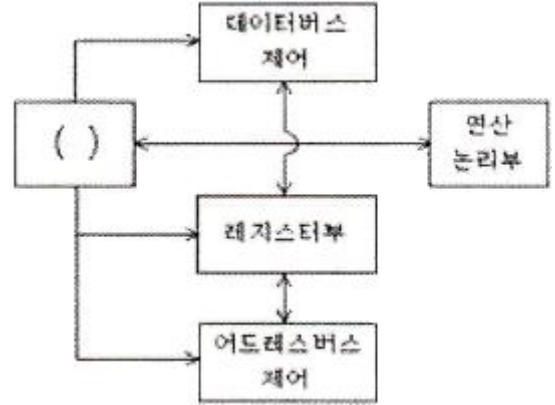 데이터버스
제어
( )
연산
논리부
레지스터부
어드레스버스
제어